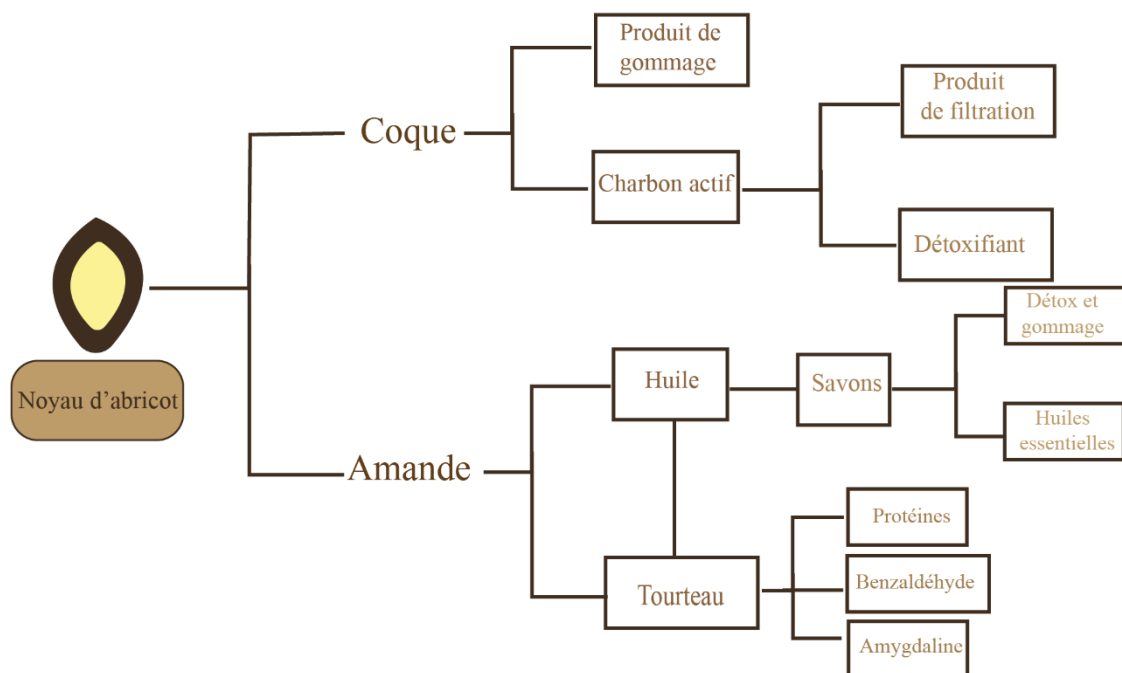 Produit de
gommage
Produit
de filtration
Coque
Charbon actif
Détoxifiant
Détox et
gommage
Noyau d’abricot
Huile
Savons
Huiles
essentielles
Amande
Protéines
Tourteau
Benzaldéhyde
Amygdaline